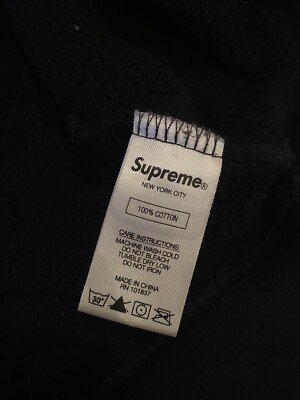 Supreme®
NEW YORK CITY
100% COTTON
CARE INSTRUCTIONS:
MACHINE WASH COLD
DO NOT BLEACH
TUMBLE DRY LOW
DO NOT IRON
MADE IN CHINA
RN 101837
30°